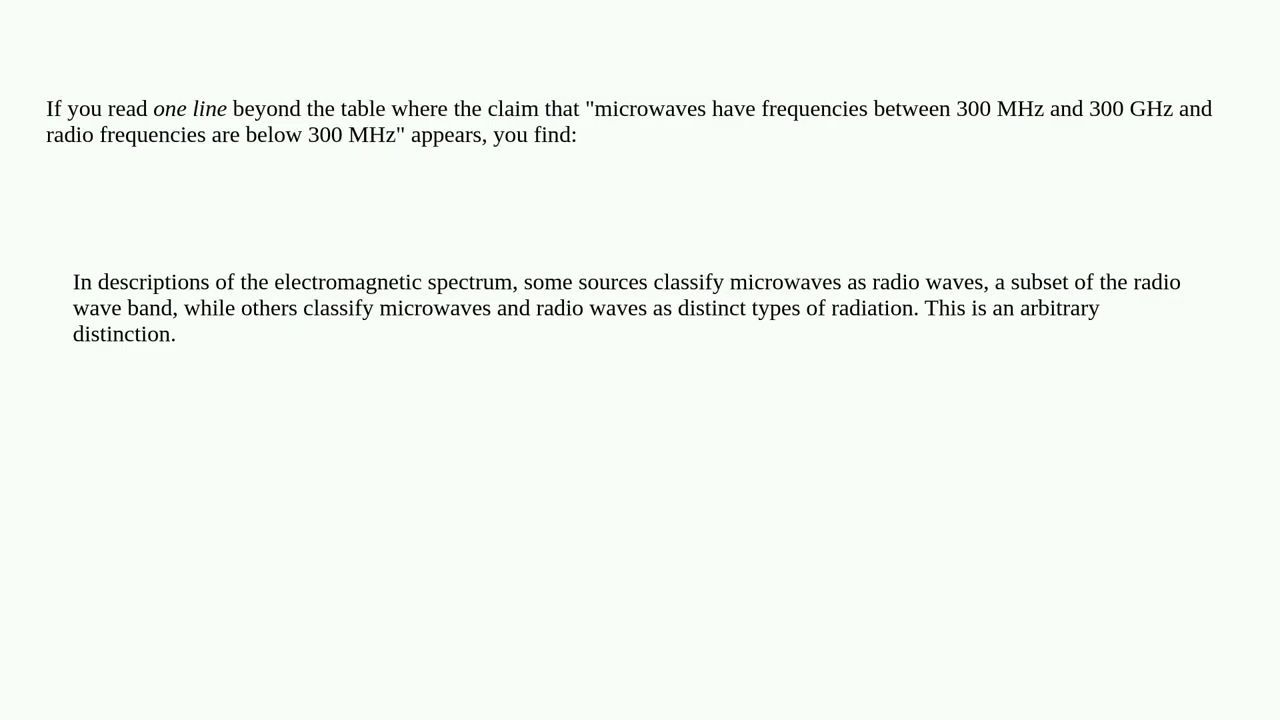 If you read one line beyond the table where the claim that "microwaves have frequencies between 300 MHz and 300 GHz and
radio frequencies are below 300 MHz" appears, you find:
In descriptions of the electromagnetic spectrum, some sources classify microwaves as radio waves, a subset of the radio
wave band, while others classify microwaves and radio waves as distinct types of radiation. This is an arbitrary
distinction.